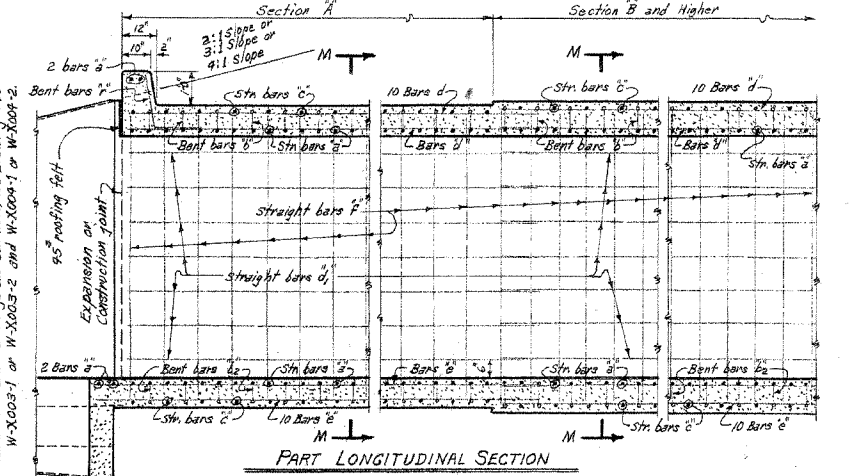 Section "A"
Section "B" and Higher
12"
10"
2"
2:1 Slope or
3:1 Slope or
4:1 Slope
M
M
2 bars "a"
Bent bars "r"
Str. bars "c"
10 Bars d
Str. bars "c"
10 Bars "d"
Bent bars "b"
Str. bars "a"
Bars "d"
Bent bars "b"
Bars "d"
Str. bars a
45# roofing felt
Expansion or
Construction joint
straight bars "f"
straight bars "d1"
2 Bars "a"
Bent bars "b2"
Str. bars "a"
Bars "e"
Str. bars "a"
Bent bars "b2"
Str. bars "c"
10 Bars "e"
Str. bars "c"
10 Bars "e"
M
M
PART LONGITUDINAL SECTION
W-X003-1 or W-X003-2 and W-X004-1 or W-X004-2.